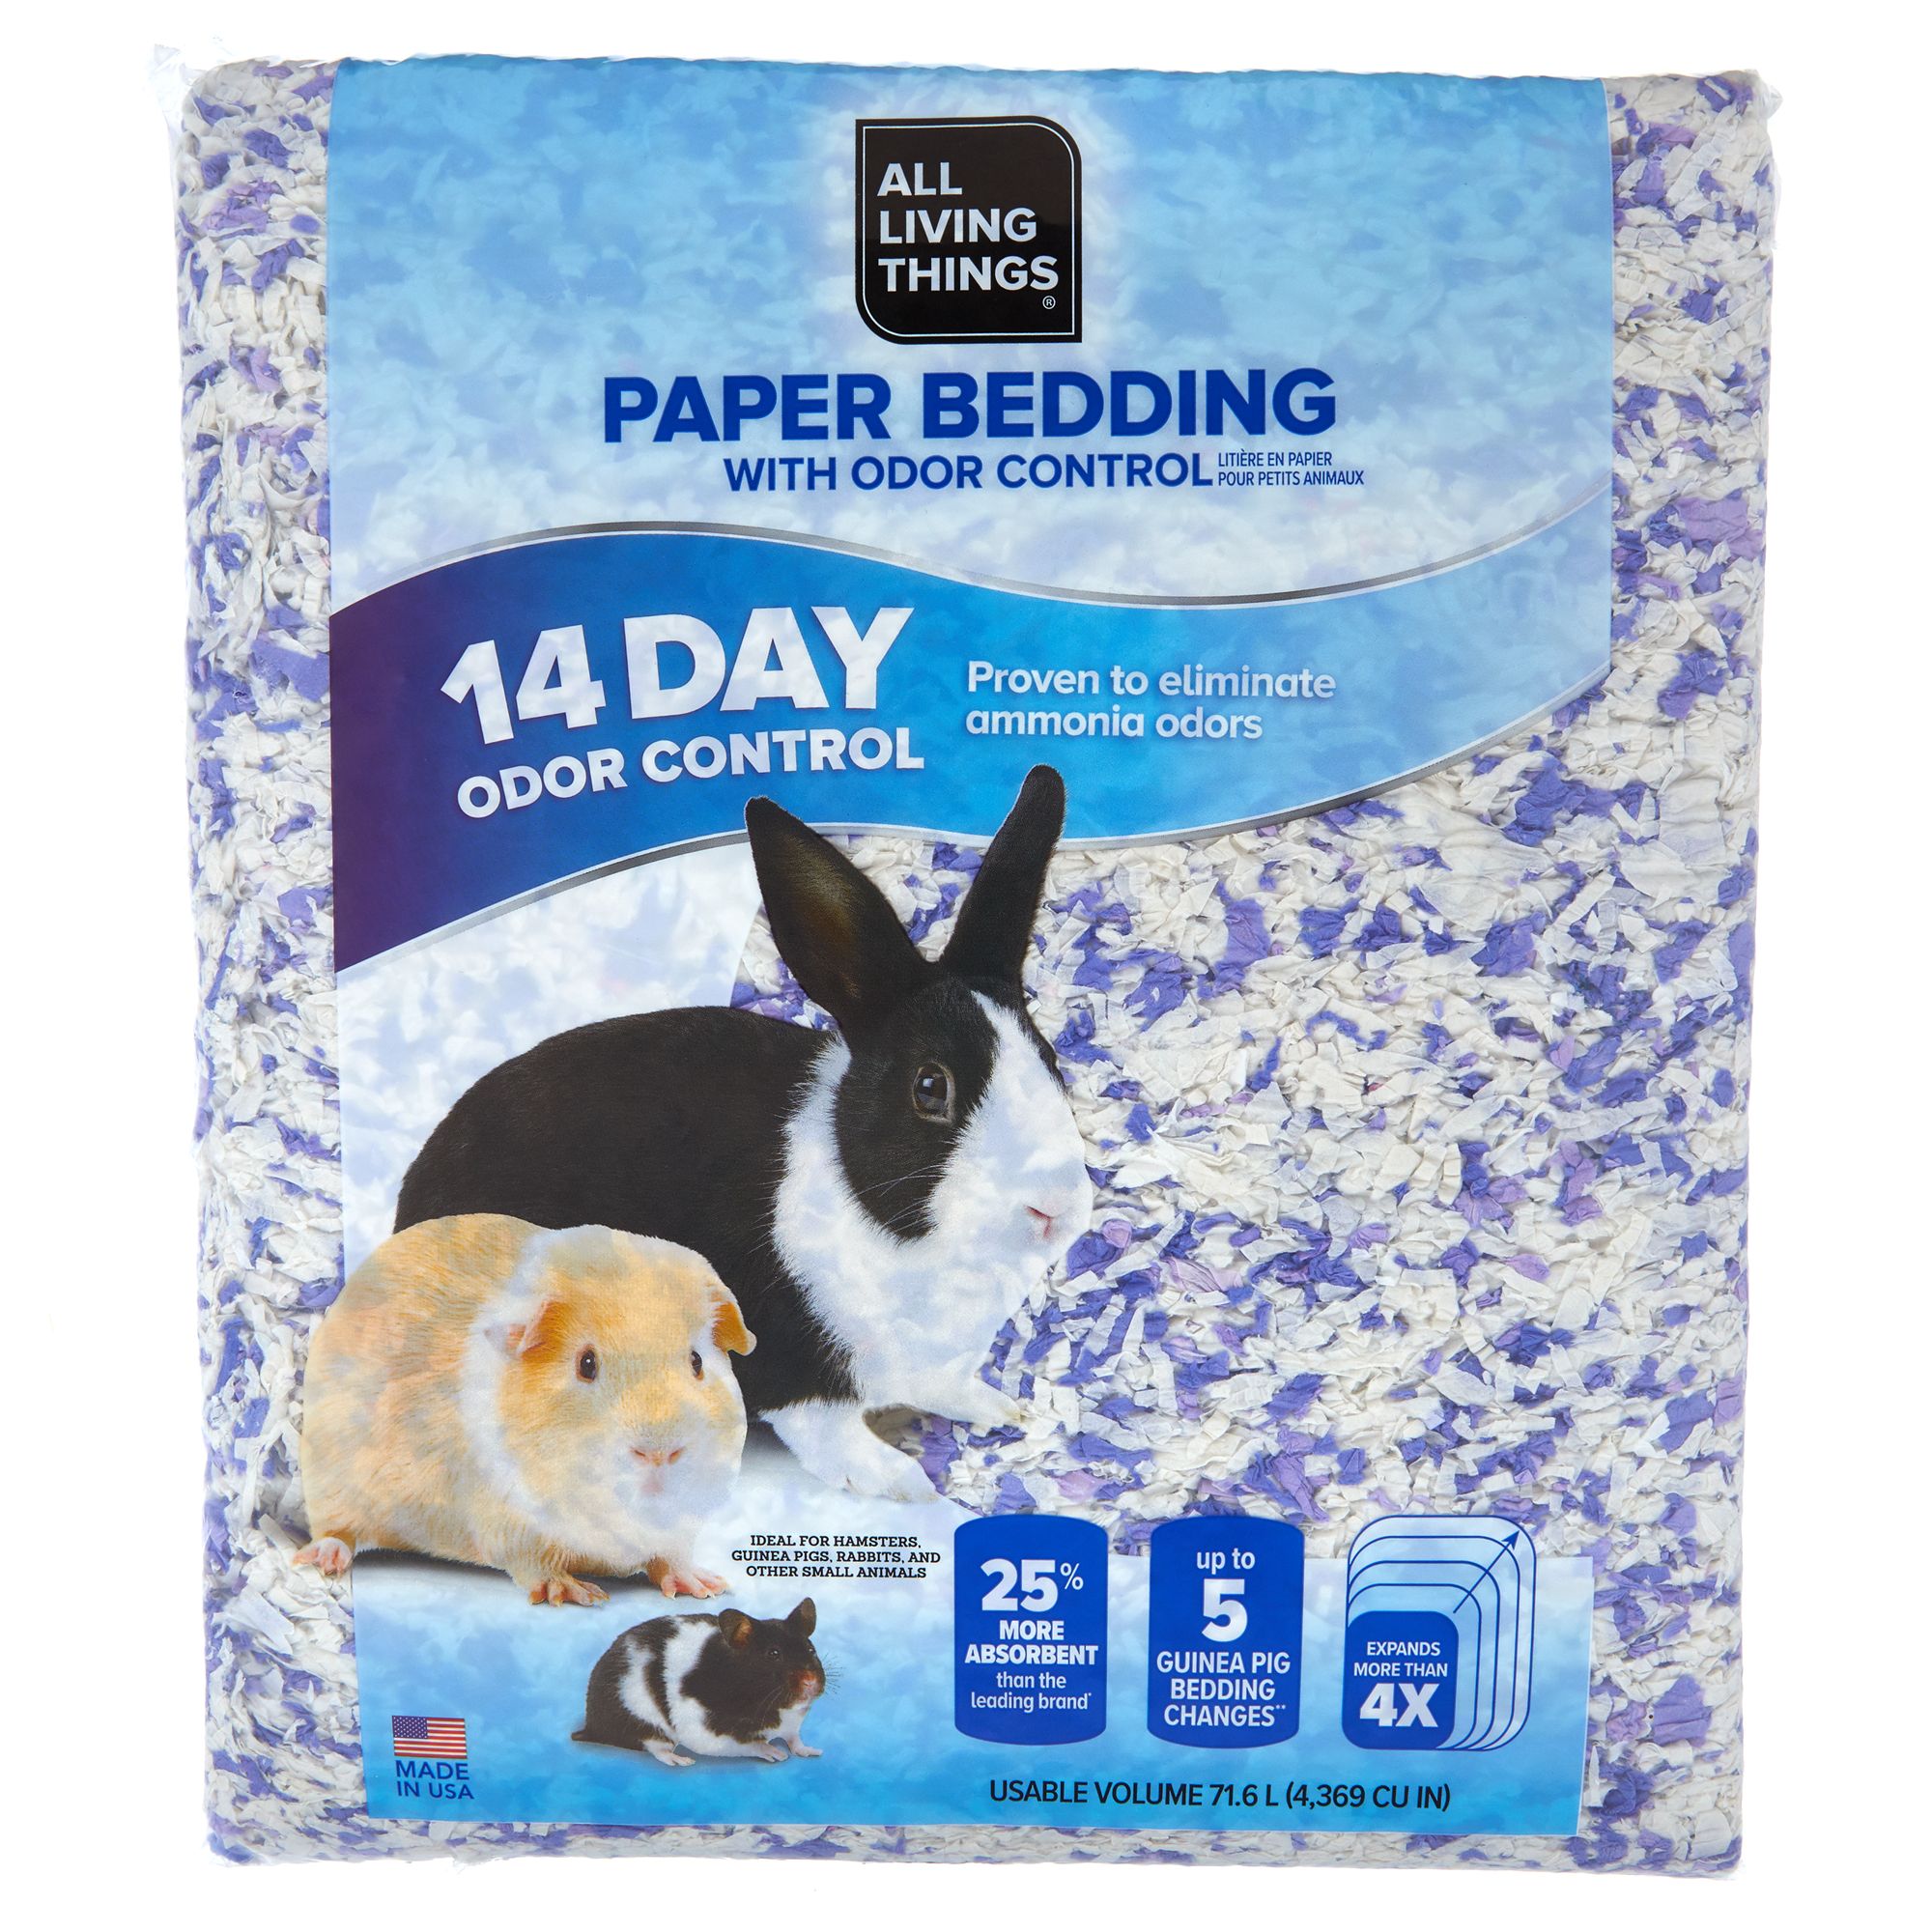 ALL
LIVING
THINGS
®
PAPER BEDDING
WITH ODOR CONTROL
LITIÈRE EN PAPIER
POUR PETITS ANIMAUX
14 DAY
ODOR CONTROL
Proven to eliminate
ammonia odors
IDEAL FOR HAMSTERS,
GUINEA PIGS, RABBITS, AND
OTHER SMALL ANIMALS
25%
MORE
ABSORBENT
than the
leading brand*
up to
5
GUINEA PIG
BEDDING
CHANGES**
EXPANDS
MORE THAN
4X
MADE
IN USA
USABLE VOLUME 71.6 L (4,369 CU IN)